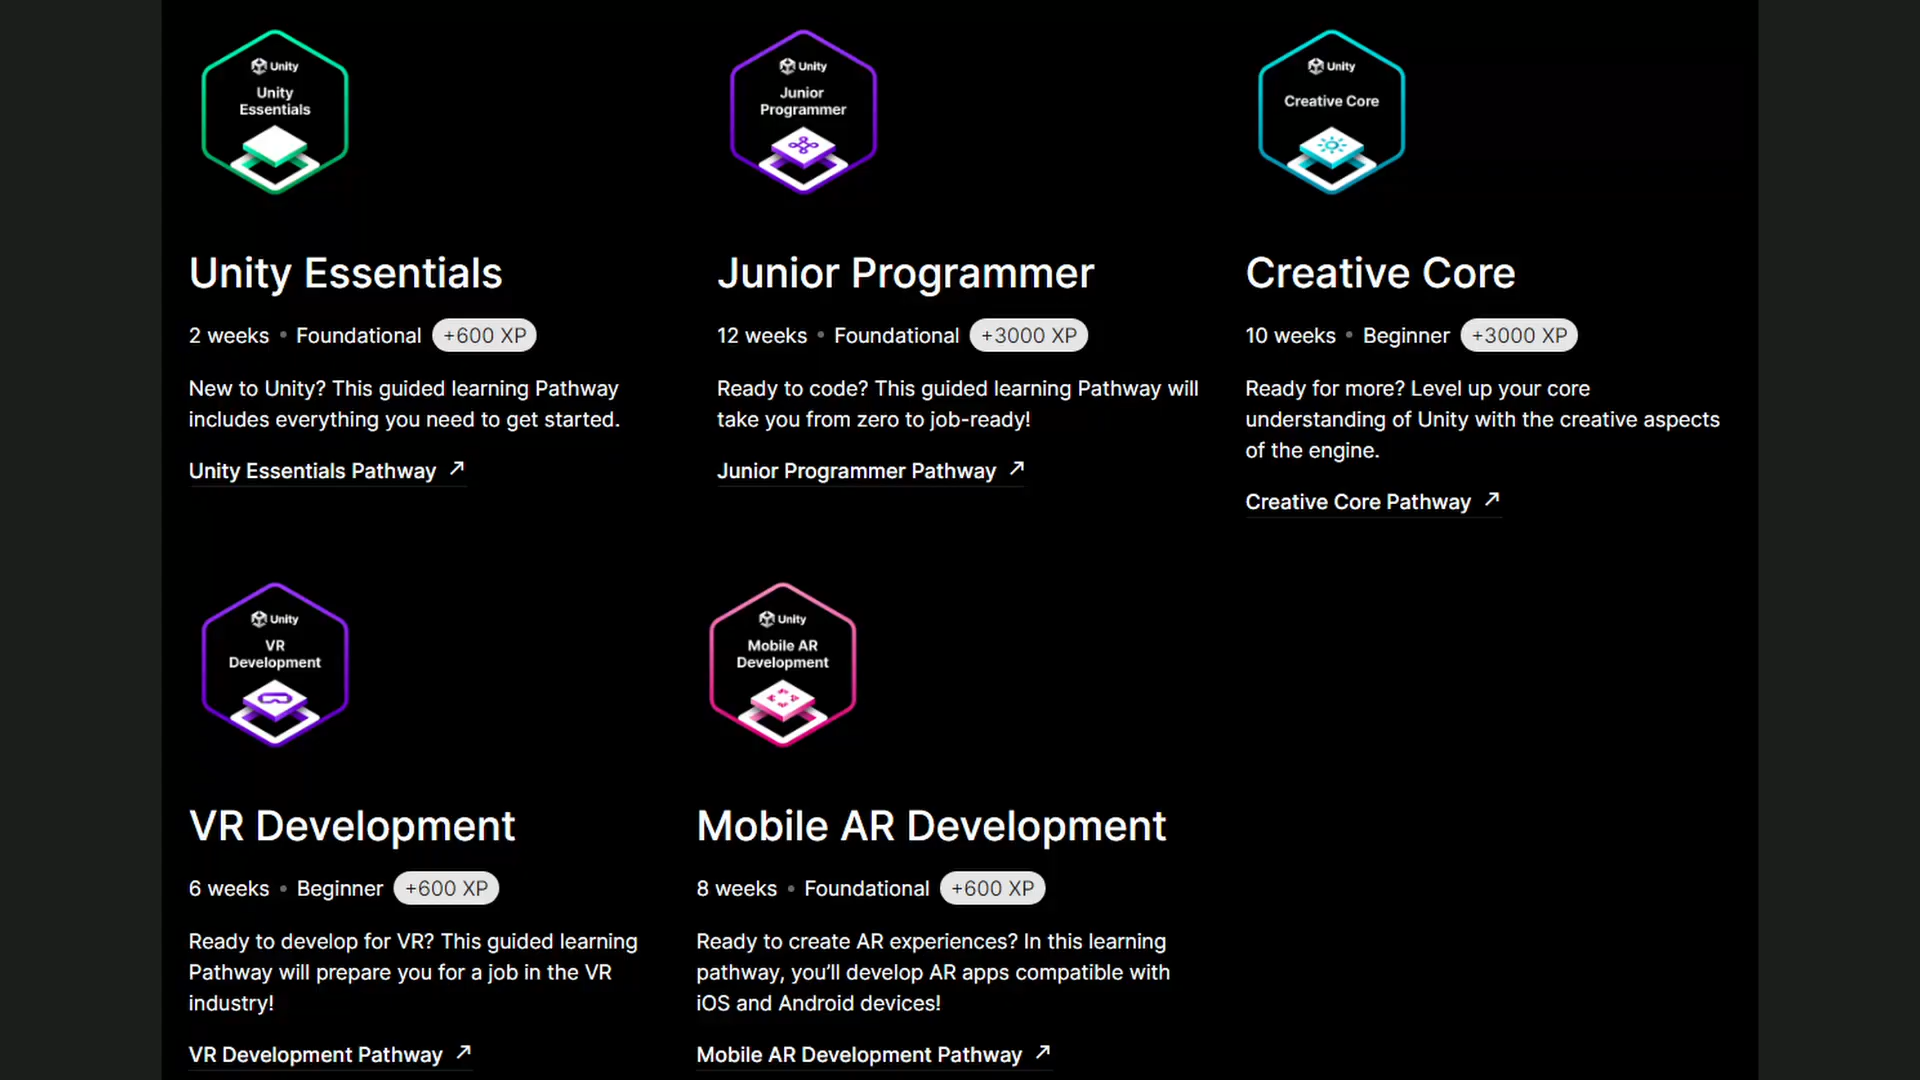 Unity
Unity
Essentials
Unity Essentials
2 weeks • Foundational +600 XP
New to Unity? This guided learning Pathway
includes everything you need to get started.
Unity Essentials Pathway ↗
Unity
Junior
Programmer
Junior Programmer
12 weeks • Foundational +3000 XP
Ready to code? This guided learning Pathway will
take you from zero to job-ready!
Junior Programmer Pathway ↗
Unity
Creative Core
Creative Core
10 weeks • Beginner +3000 XP
Ready for more? Level up your core
understanding of Unity with the creative aspects
of the engine.
Creative Core Pathway ↗
Unity
VR
Development
VR Development
6 weeks • Beginner +600 XP
Ready to develop for VR? This guided learning
Pathway will prepare you for a job in the VR
industry!
VR Development Pathway ↗
Unity
Mobile AR
Development
Mobile AR Development
8 weeks • Foundational +600 XP
Ready to create AR experiences? In this learning
pathway, you’ll develop AR apps compatible with
iOS and Android devices!
Mobile AR Development Pathway ↗